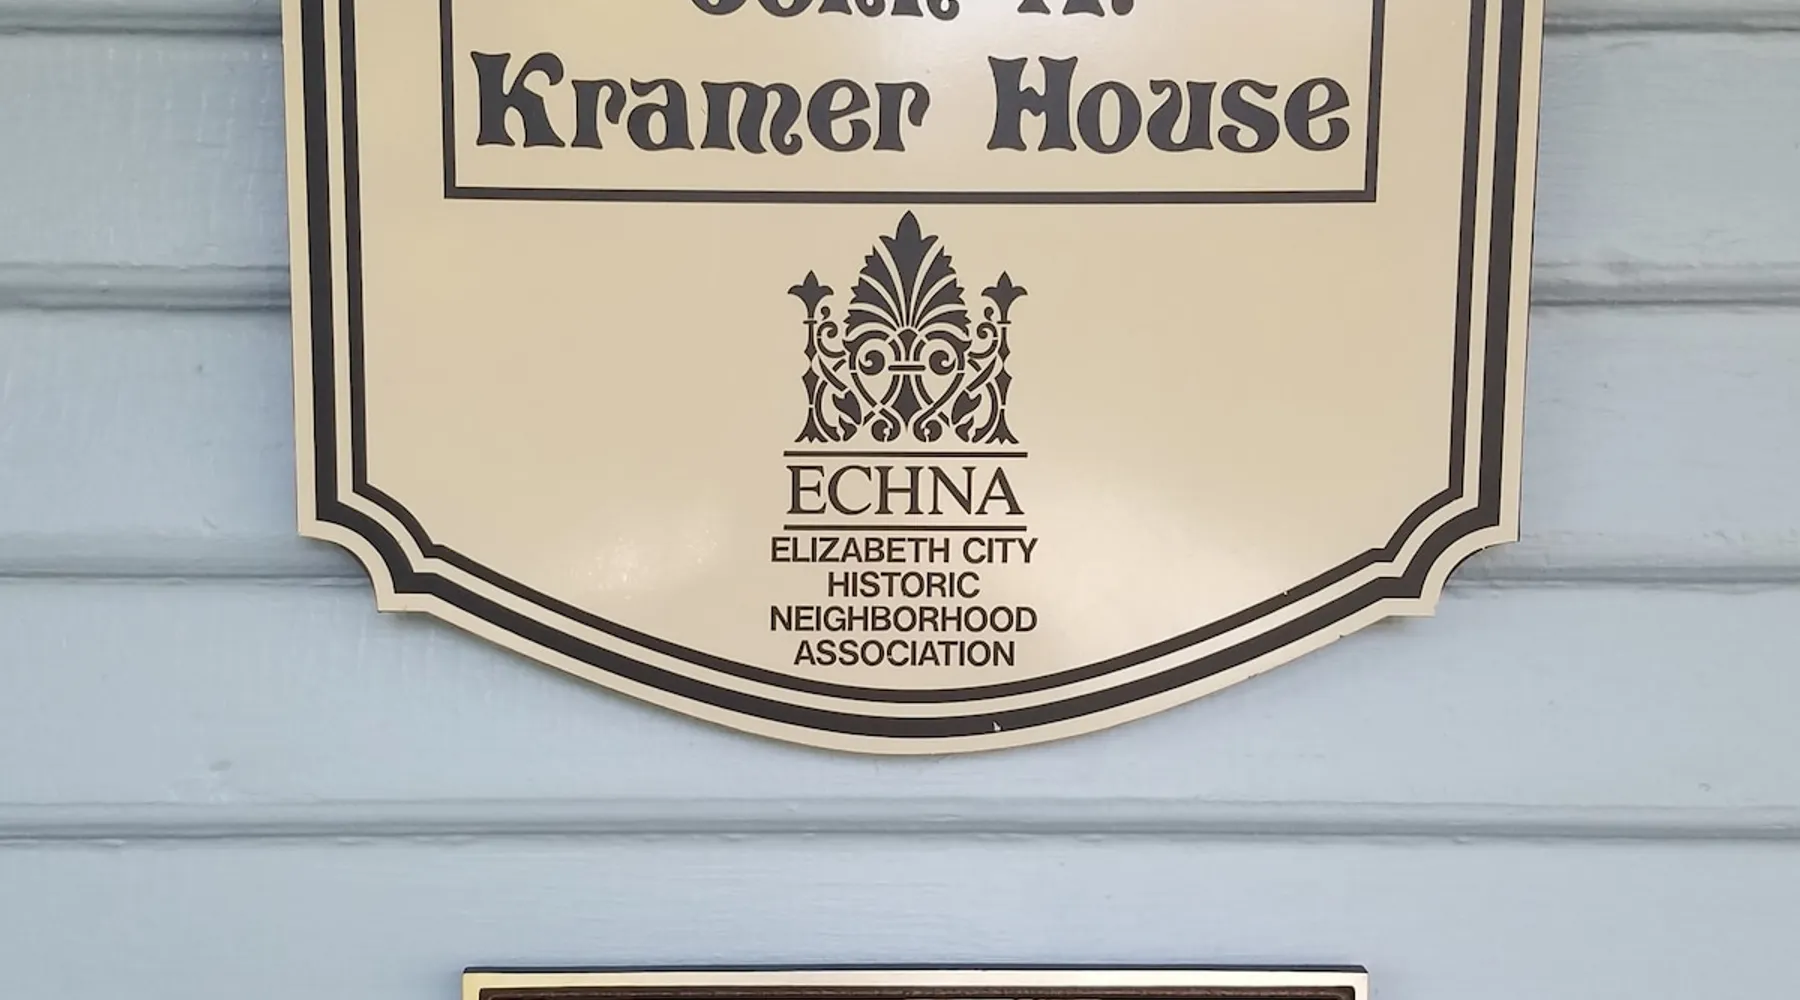 Kramer House
ECHNA
ELIZABETH CITY
HISTORIC
NEIGHBORHOOD
ASSOCIATION